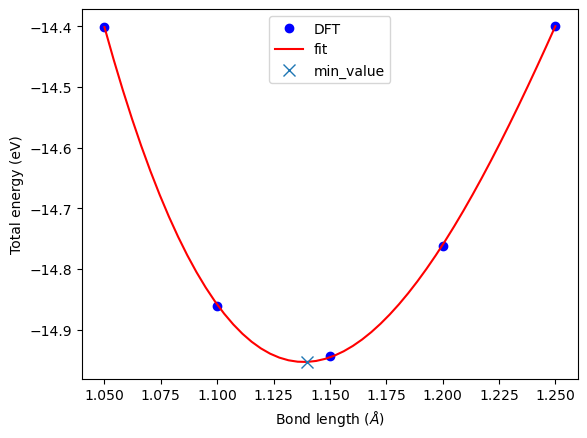 DFT
fit
min_value
Total energy (eV)
−14.4
−14.5
−14.6
−14.7
−14.8
−14.9
1.050 1.075 1.100 1.125 1.150 1.175 1.200 1.225 1.250
Bond length (Å)